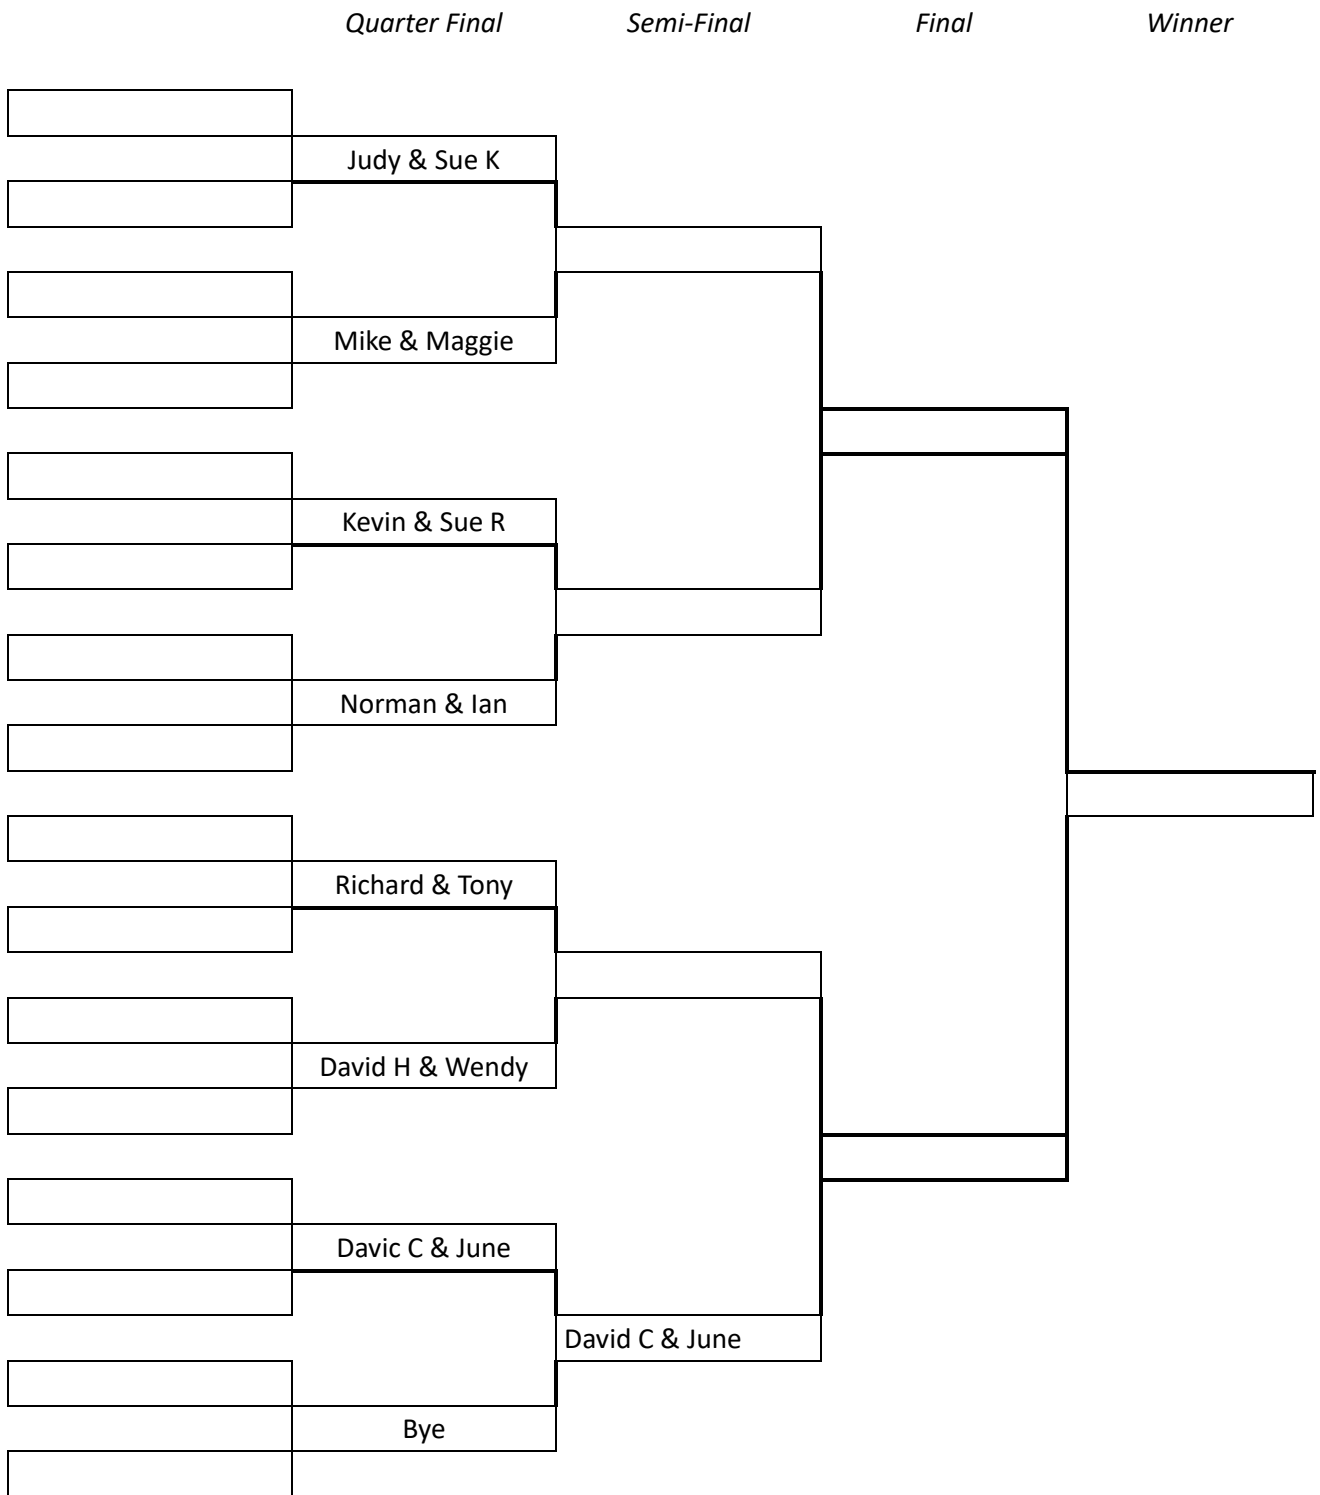 Quarter Final Semi-Final Final Winner
Judy & Sue K
Mike & Maggie
Kevin & Sue R
Norman & Ian
Richard & Tony
David H & Wendy
Davic C & June
David C & June
Bye